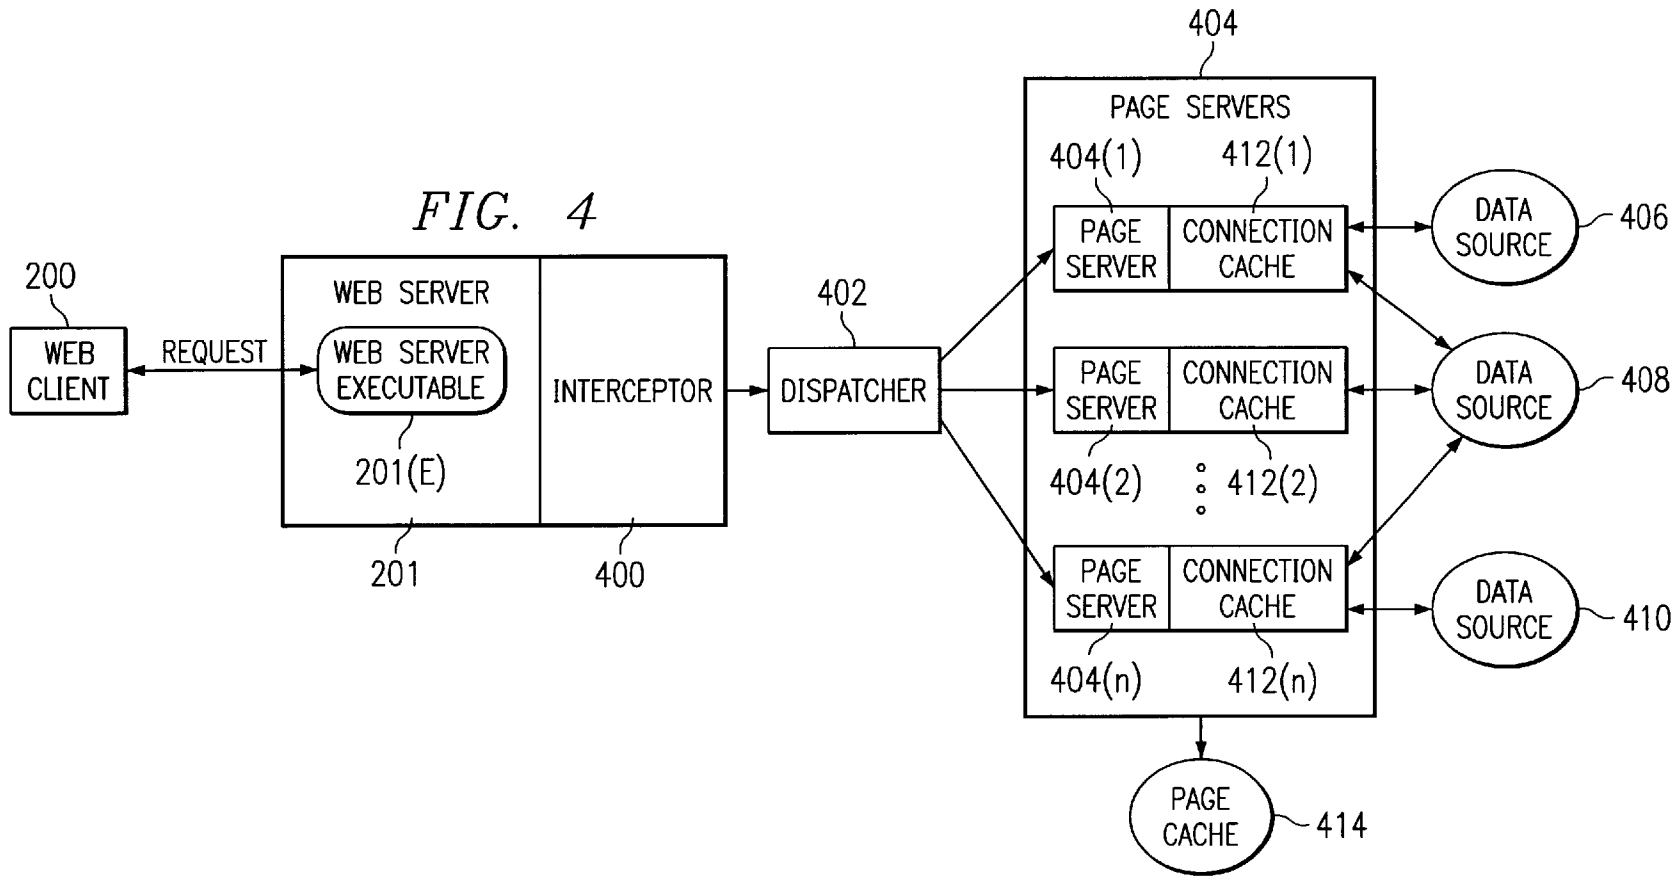 404
PAGE SERVERS
404(1)
412(1)
FIG. 4
PAGE
SERVER
CONNECTION
CACHE
DATA
SOURCE
406
200
WEB SERVER
402
WEB
CLIENT
REQUEST
WEB SERVER
EXECUTABLE
INTERCEPTOR
DISPATCHER
PAGE
SERVER
CONNECTION
CACHE
DATA
SOURCE
408
201(E)
404(2)
412(2)
201
400
PAGE
SERVER
CONNECTION
CACHE
DATA
SOURCE
410
404(n)
412(n)
PAGE
CACHE
414